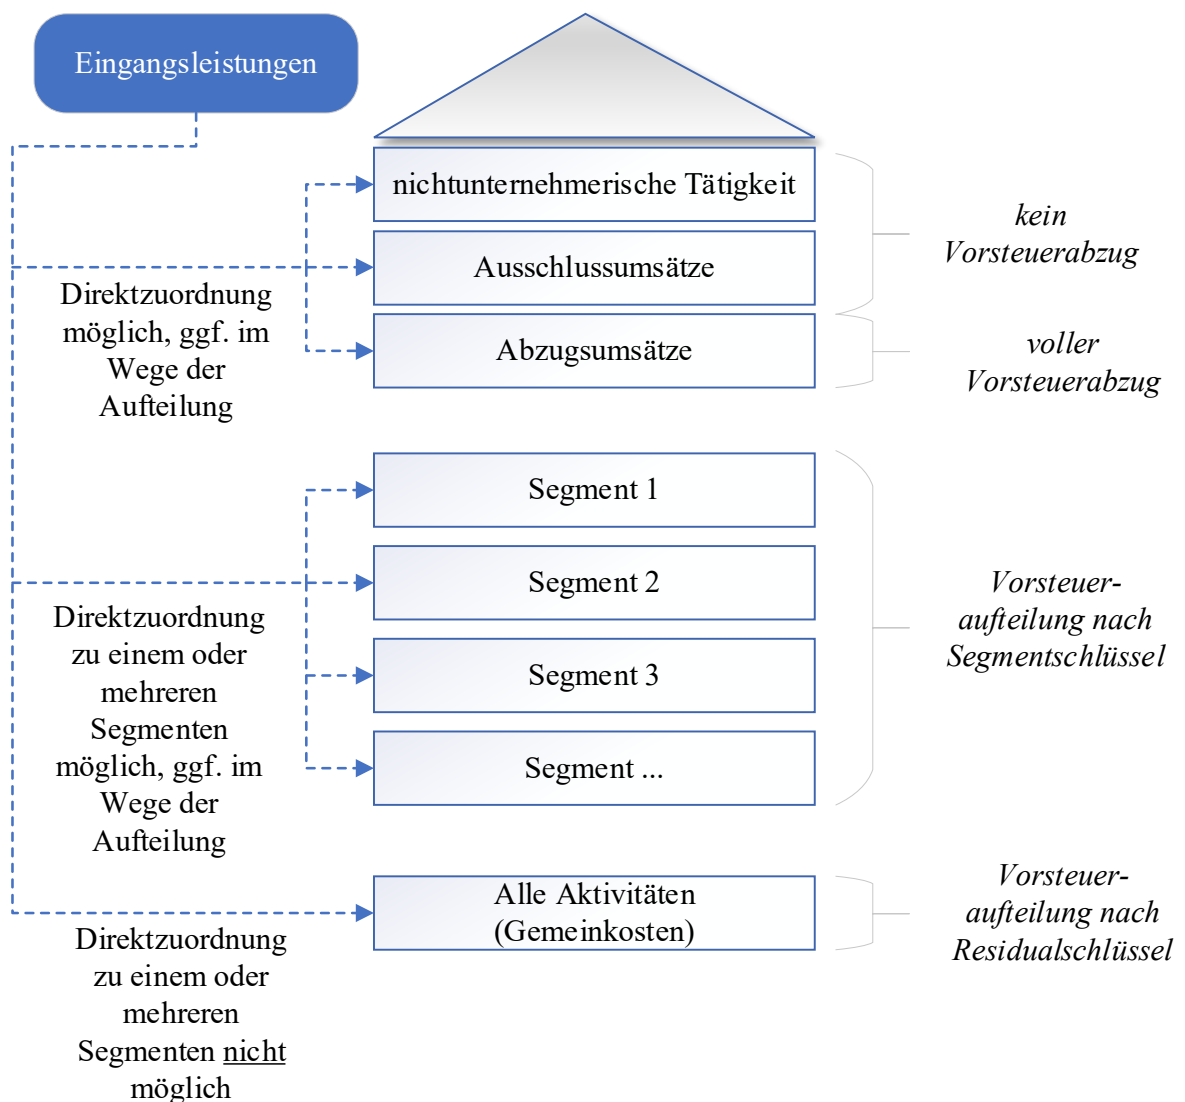 Eingangsleistungen
nichtunternehmerische Tätigkeit
Ausschlussumsätze
Abzugsumsätze
kein
Vorsteuerabzug
voller
Vorsteuerabzug
Direktzuordnung
möglich, ggf. im
Wege der
Aufteilung
Segment 1
Segment 2
Segment 3
Segment ...
Direktzuordnung
zu einem oder
mehreren
Segmenten
möglich, ggf. im
Wege der
Aufteilung
Vorsteuer-
aufteilung nach
Segmentschlüssel
Alle Aktivitäten
(Gemeinkosten)
Vorsteuer-
aufteilung nach
Residualschlüssel
Direktzuordnung
zu einem oder
mehreren
Segmenten nicht
möglich